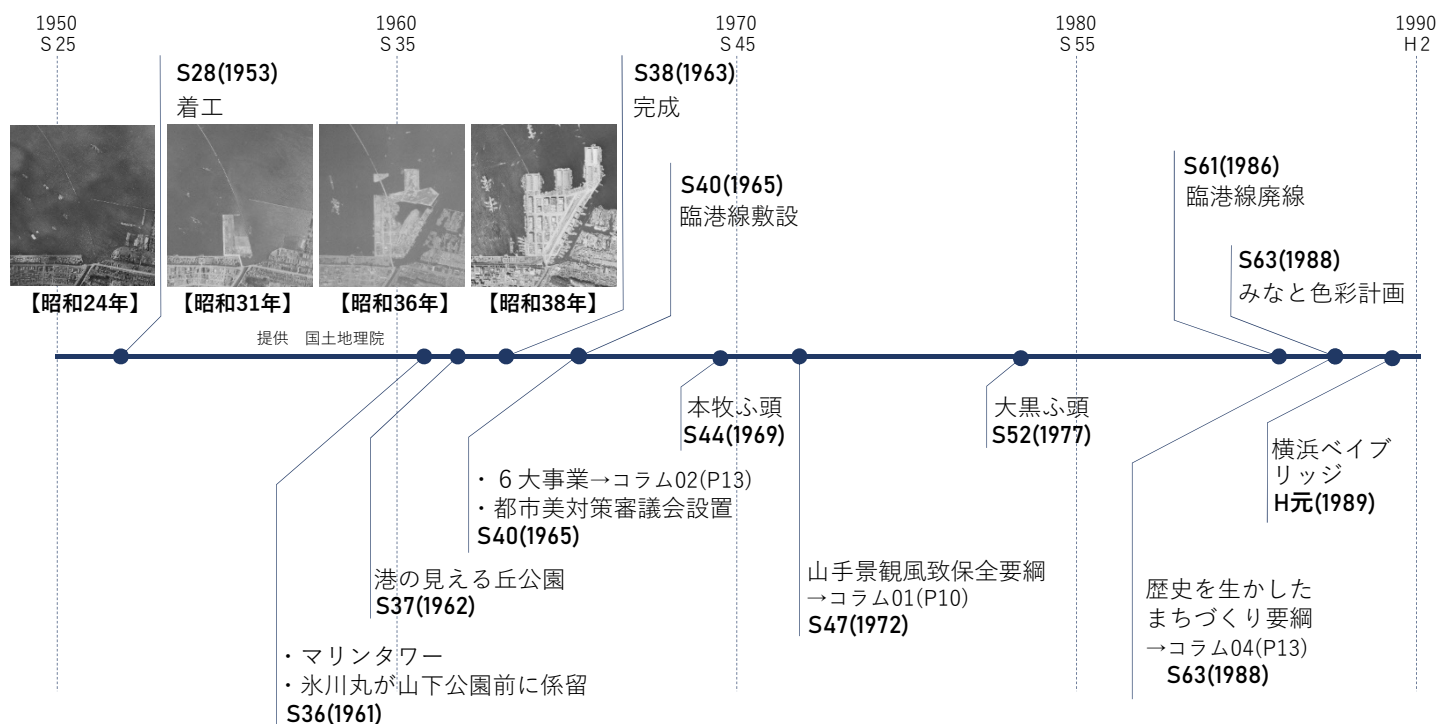 1950
S25
1960
S35
1970
S45
1980
S55
1990
H2
S28(1953)
着工
S38(1963)
完成
S40(1965)
臨港線敷設
S61(1986)
臨港線廃線
S63(1988)
みなと色彩計画
【昭和24年】
【昭和31年】
【昭和36年】
【昭和38年】
提供　国土地理院
・マリンタワー
・氷川丸が山下公園前に係留
S36(1961)
港の見える丘公園
S37(1962)
・６大事業→コラム02(P13)
・都市美対策審議会設置
S40(1965)
本牧ふ頭
S44(1969)
山手景観風致保全要綱
→コラム01(P10)
S47(1972)
大黒ふ頭
S52(1977)
歴史を生かした
まちづくり要綱
→コラム04(P13)
S63(1988)
横浜ベイブ
リッジ
H元(1989)